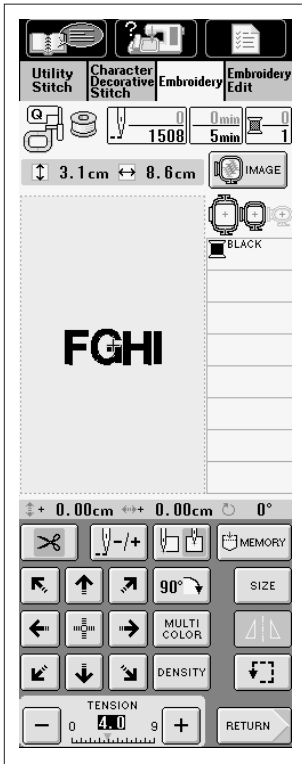 Utility
Stitch
Character
Decorative
Stitch
Embroidery
Embroidery
Edit
Q
0
1508
0min
5min
0
1
3.1cm 8.6cm
IMAGE
BLACK
FGHI
+ 0.00cm + 0.00cm 0°
-/+
MEMORY
90°
SIZE
MULTI
COLOR
DENSITY
TENSION
− 0 4.0 9 +
RETURN